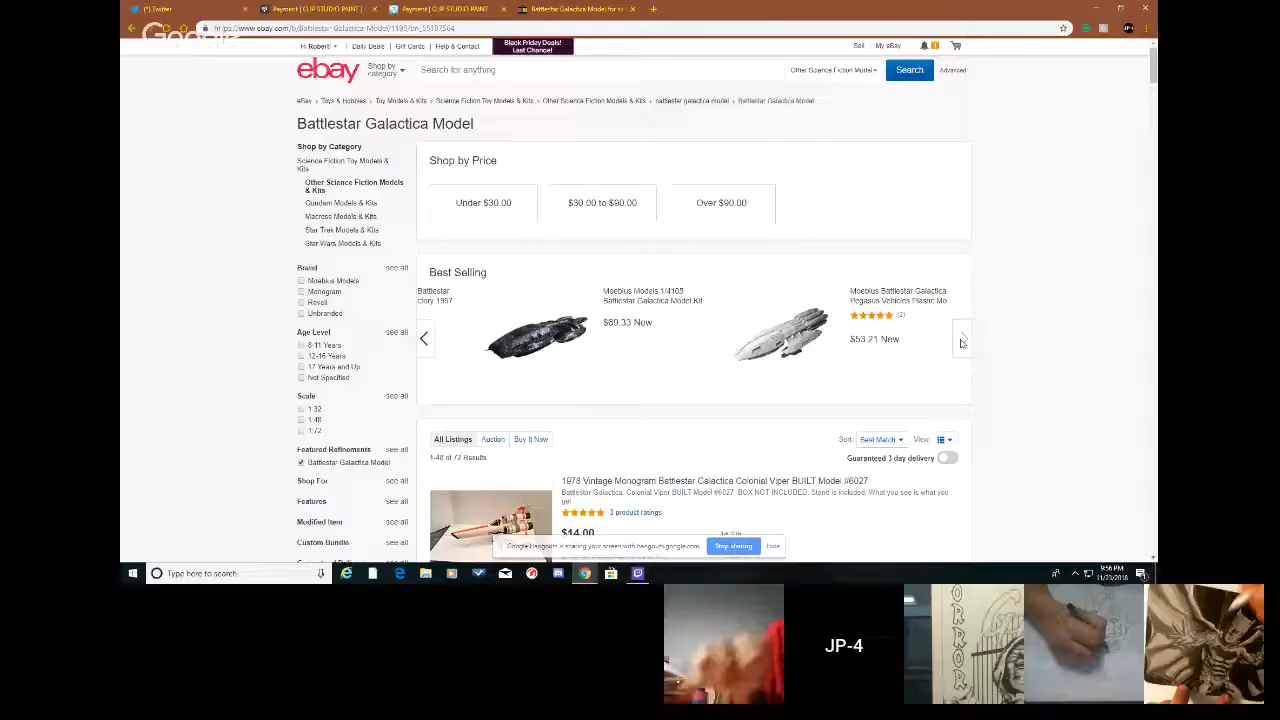 (*) Twitter
Payment | CLIP STUDIO PAINT |
Payment | CLIP STUDIO PAINT
Battlestar Galactica Model for s
Google
https://www.ebay.com/b/Battlestar-Galactica-Model/1193/bn_55187564
Hi Robert!
Daily Deals
Gift Cards
Help & Contact
Black Friday Deals!
Last Chance!
Sell
My eBay
ebay
Shop by
category
Search for anything
Other Science Fiction Model
Search
Advanced
eBay > Toys & Hobbies > Toy Models & Kits > Science Fiction Toy Models & Kits > Other Science Fiction Models & Kits > battlestar galactica model > Battlestar Galactica Model
Battlestar Galactica Model
Shop by Category
Science Fiction Toy Models &
Kits
Other Science Fiction Models
& Kits
Gundam Models & Kits
Macross Models & Kits
Star Trek Models & Kits
Star Wars Models & Kits
Shop by Price
Under $30.00
$30.00 to $90.00
Over $90.00
Brand
see all
Moebius Models
Monogram
Revell
Unbranded
Age Level
see all
8-11 Years
12-16 Years
17 Years and Up
Not Specified
Scale
see all
1:32
1:48
1:72
Featured Refinements
see all
Battlestar Galactica Model
Shop For
see all
Features
see all
Modified Item
see all
Custom Bundle
see all
Best Selling
Battlestar
ctory 1997
Moebius Models 1/4105
Battlestar Galactica Model Kit
$69.33 New
Moebius Battlestar Galactica
Pegasus Vehicles Plastic Mo
(2)
$53.21 New
All Listings
Auction
Buy It Now
Sort:
Best Match
View:
1-48 of 72 Results
Guaranteed 3 day delivery
1978 Vintage Monogram Battlestar Galactica Colonial Viper BUILT Model #6027
Battlestar Galactica. Colonial Viper BUILT Model #6027. BOX NOT INCLUDED. Stand is included. What you see is what you
get
3 product ratings
$14.00
Google Hangouts is sharing your screen with hangouts.google.com.
Stop sharing
Hide
Type here to search
9:56 PM
11/23/2018
JP-4
ORROR